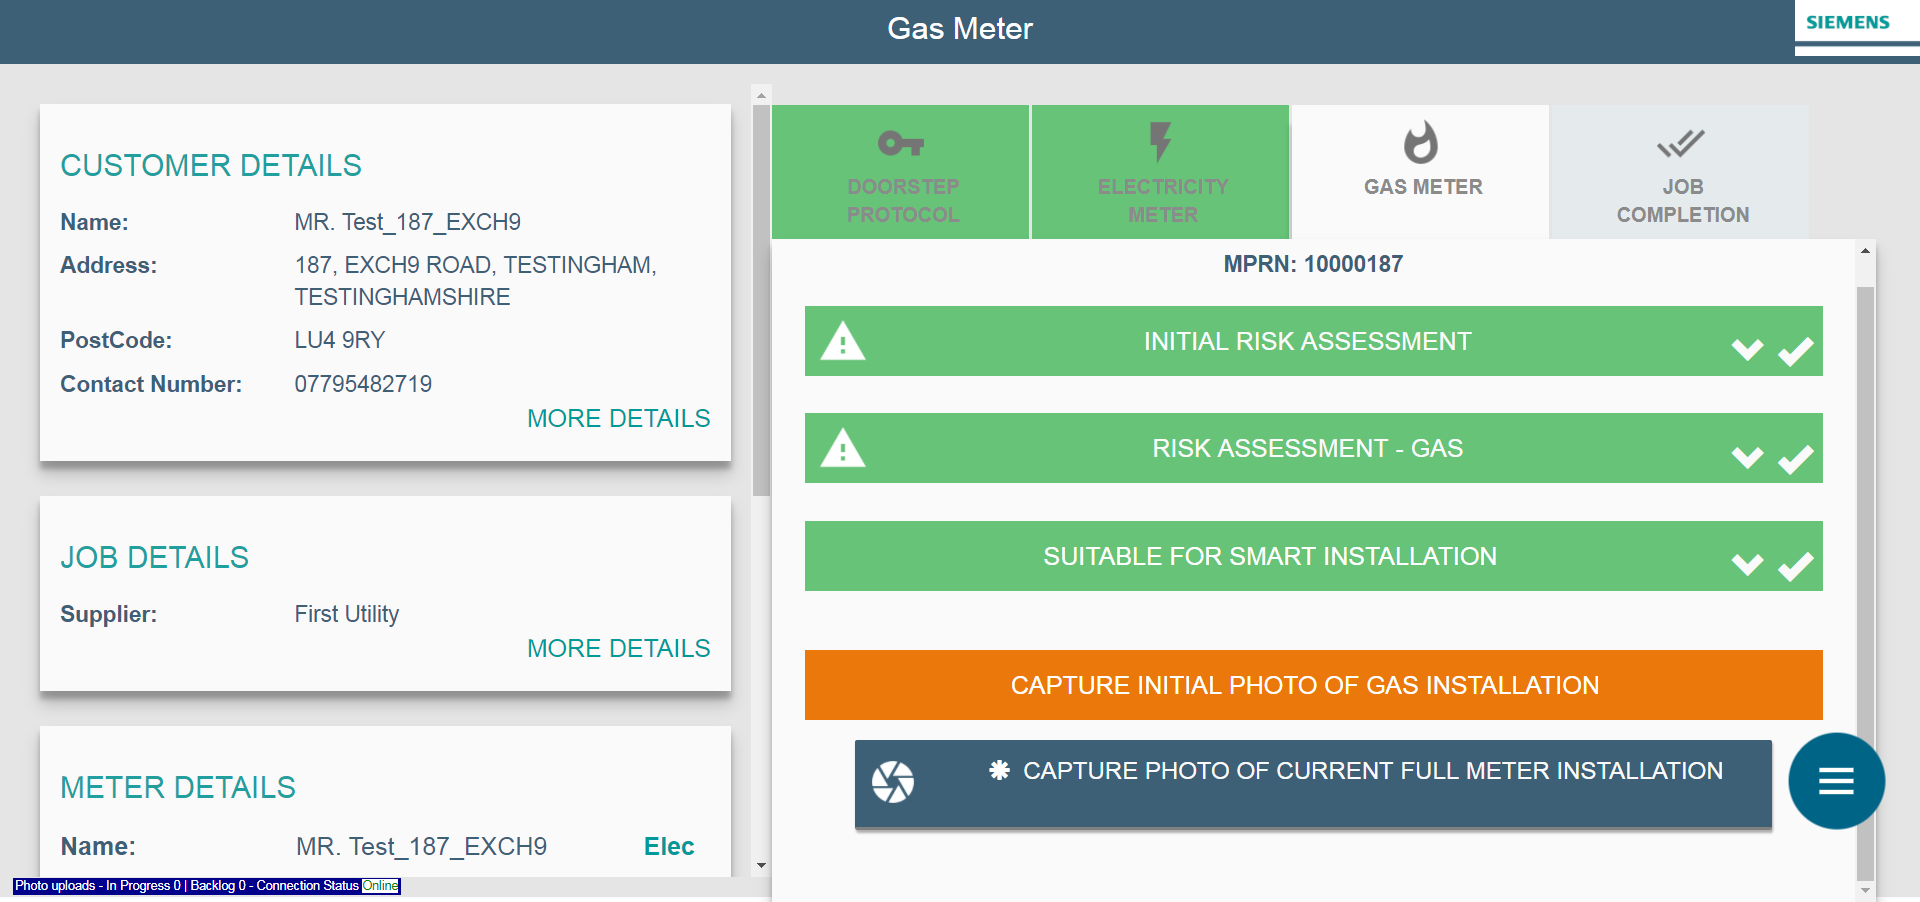 Gas Meter
SIEMENS
CUSTOMER DETAILS
Name: MR. Test_187_EXCH9
Address: 187, EXCH9 ROAD, TESTINGHAM,
TESTINGHAMSHIRE
PostCode: LU4 9RY
Contact Number: 07795482719
MORE DETAILS
JOB DETAILS
Supplier: First Utility
MORE DETAILS
METER DETAILS
Name: MR. Test_187_EXCH9 Elec
Photo uploads - In Progress 0 | Backlog 0 - Connection Status Online
DOORSTEP
PROTOCOL
ELECTRICITY
METER
GAS METER
JOB
COMPLETION
MPRN: 10000187
INITIAL RISK ASSESSMENT
RISK ASSESSMENT - GAS
SUITABLE FOR SMART INSTALLATION
CAPTURE INITIAL PHOTO OF GAS INSTALLATION
✱ CAPTURE PHOTO OF CURRENT FULL METER INSTALLATION